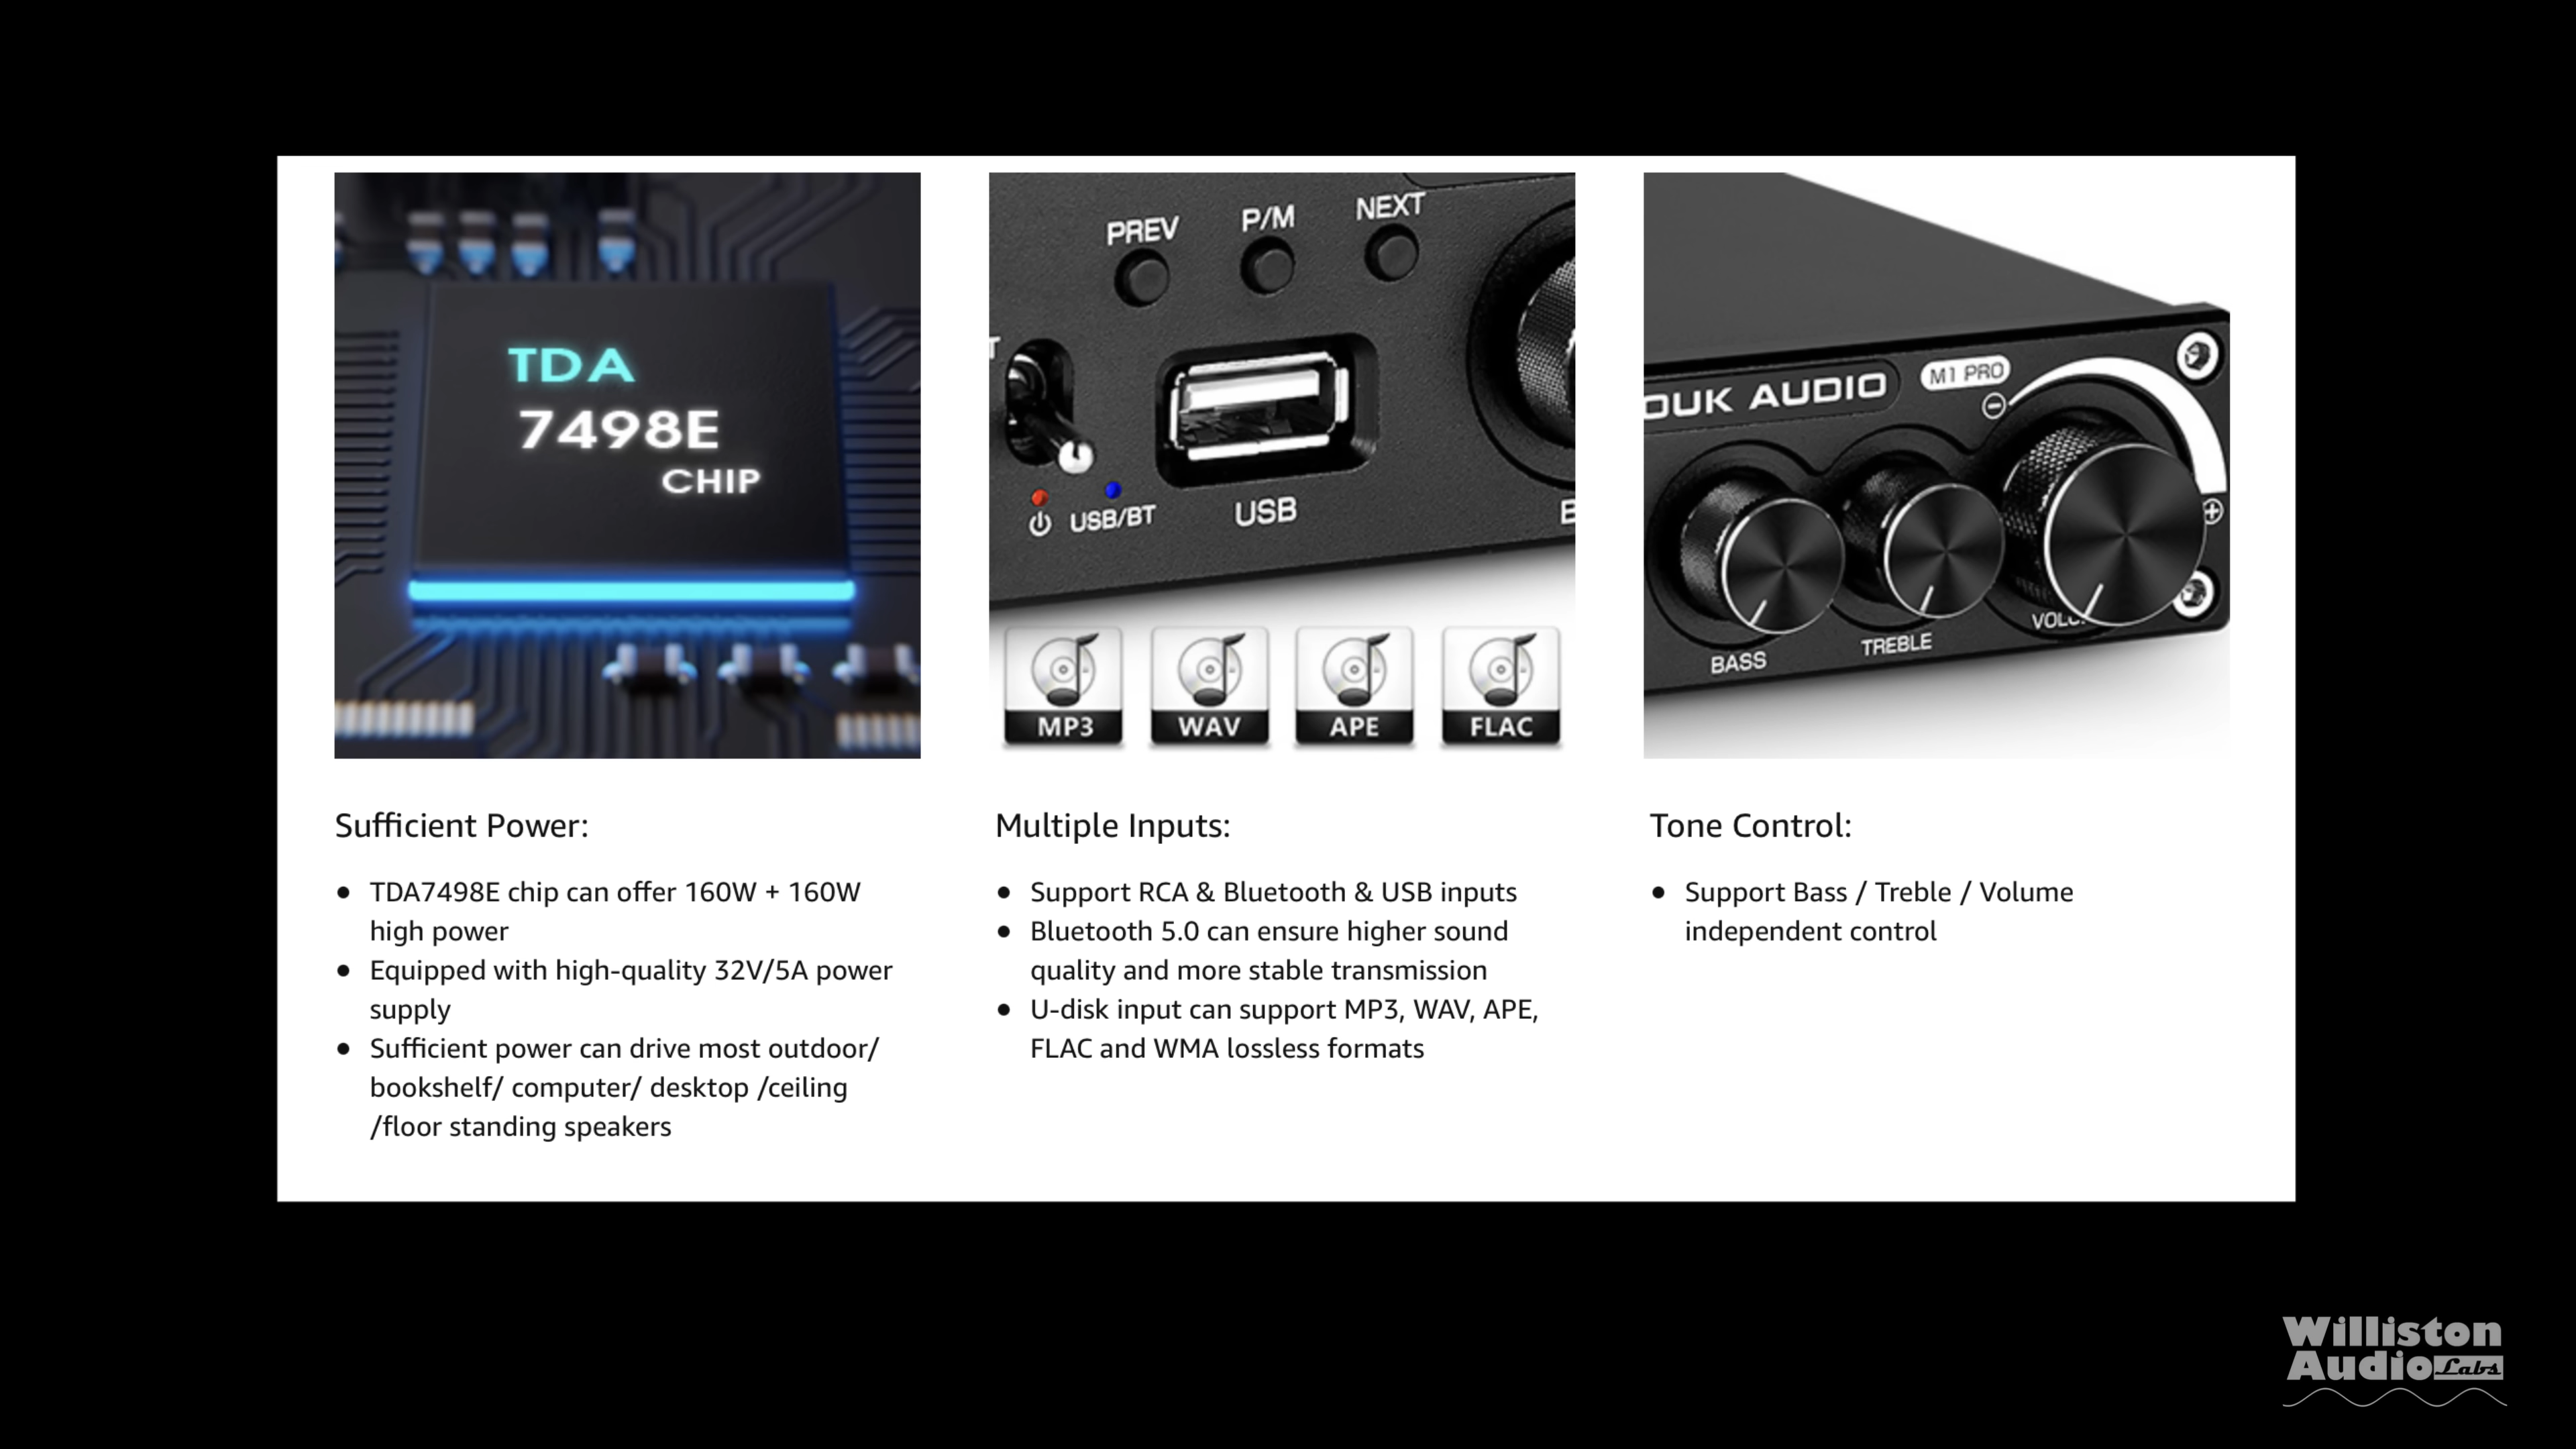 TDA
7498E
CHIP
PREV P/M NEXT
USB/BT USB
MP3 WAV APE FLAC
OUK AUDIO M1 PRO
BASS TREBLE
Sufficient Power:
● TDA7498E chip can offer 160W + 160W
high power
● Equipped with high-quality 32V/5A power
supply
● Sufficient power can drive most outdoor/
bookshelf/ computer/ desktop /ceiling
/floor standing speakers
Multiple Inputs:
● Support RCA & Bluetooth & USB inputs
● Bluetooth 5.0 can ensure higher sound
quality and more stable transmission
● U-disk input can support MP3, WAV, APE,
FLAC and WMA lossless formats
Tone Control:
● Support Bass / Treble / Volume
independent control
Williston
Audio Labs